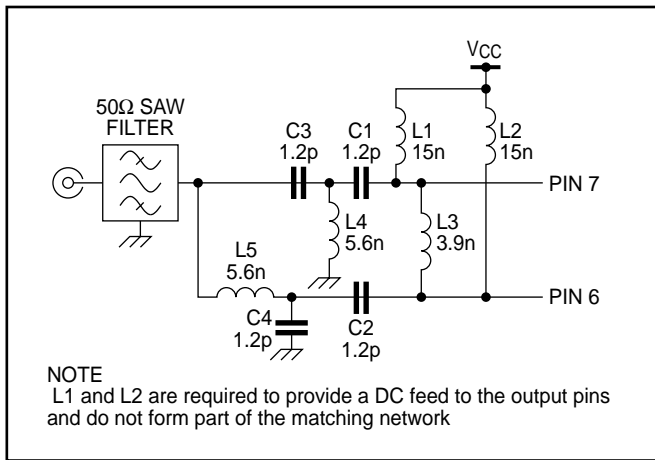 VCC
50Ω SAW
FILTER
C3
1.2p
C1
1.2p
L1
15n
L2
15n
PIN 7
L4
5.6n
L3
3.9n
L5
5.6n
PIN 6
C4
1.2p
C2
1.2p
NOTE
L1 and L2 are required to provide a DC feed to the output pins
and do not form part of the matching network